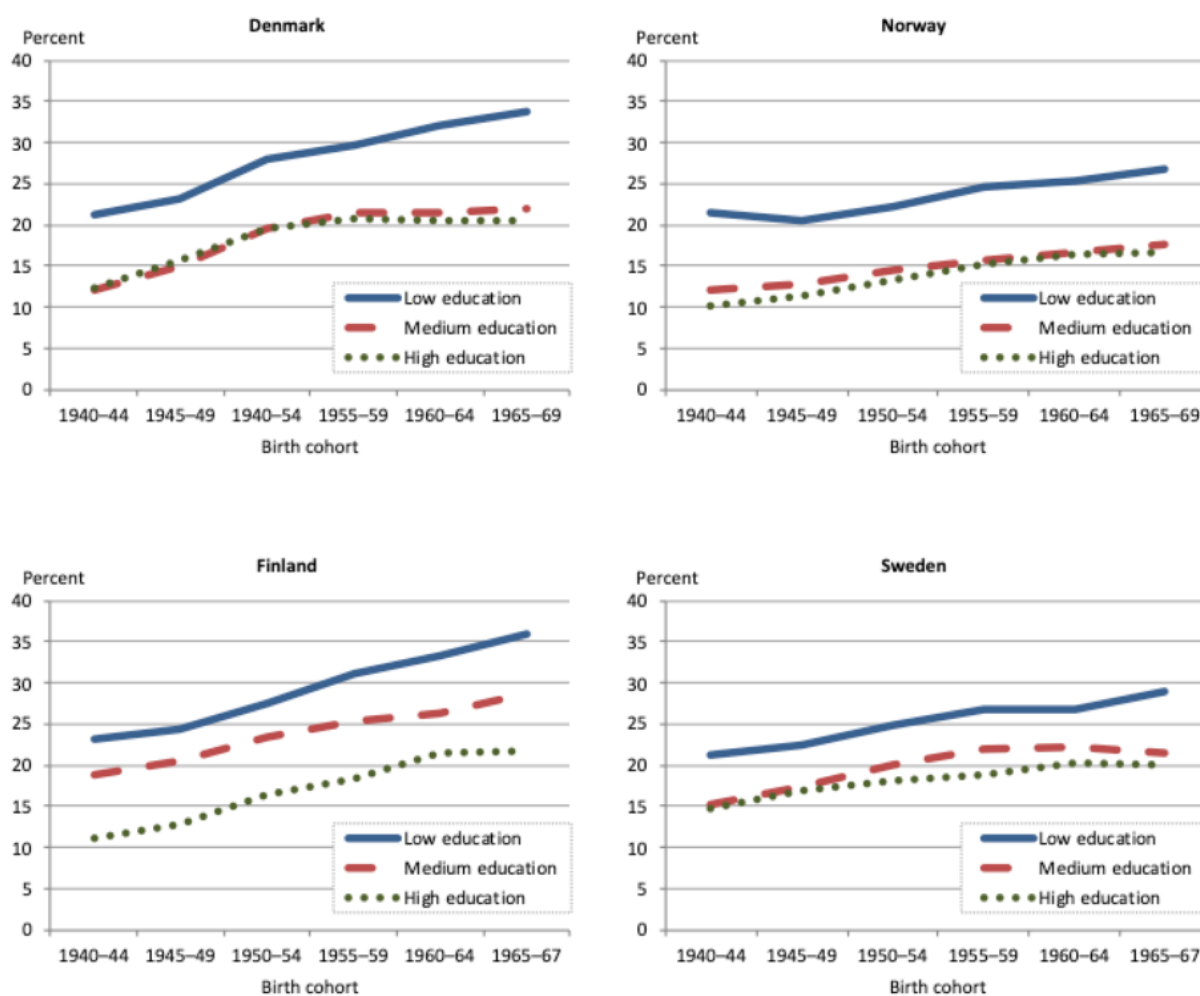 Denmark
Percent
40
35
30
25
20
15
10
5
0
Low education
Medium education
High education
1940–44 1945–49 1940–54 1955–59 1960–64 1965–69
Birth cohort
Norway
Percent
40
35
30
25
20
15
10
5
0
Low education
Medium education
High education
1940–44 1945–49 1950–54 1955–59 1960–64 1965–69
Birth cohort
Finland
Percent
40
35
30
25
20
15
10
5
0
Low education
Medium education
High education
1940–44 1945–49 1950–54 1955–59 1960–64 1965–67
Birth cohort
Sweden
Percent
40
35
30
25
20
15
10
5
0
Low education
Medium education
High education
1940–44 1945–49 1950–54 1955–59 1960–64 1965–67
Birth cohort